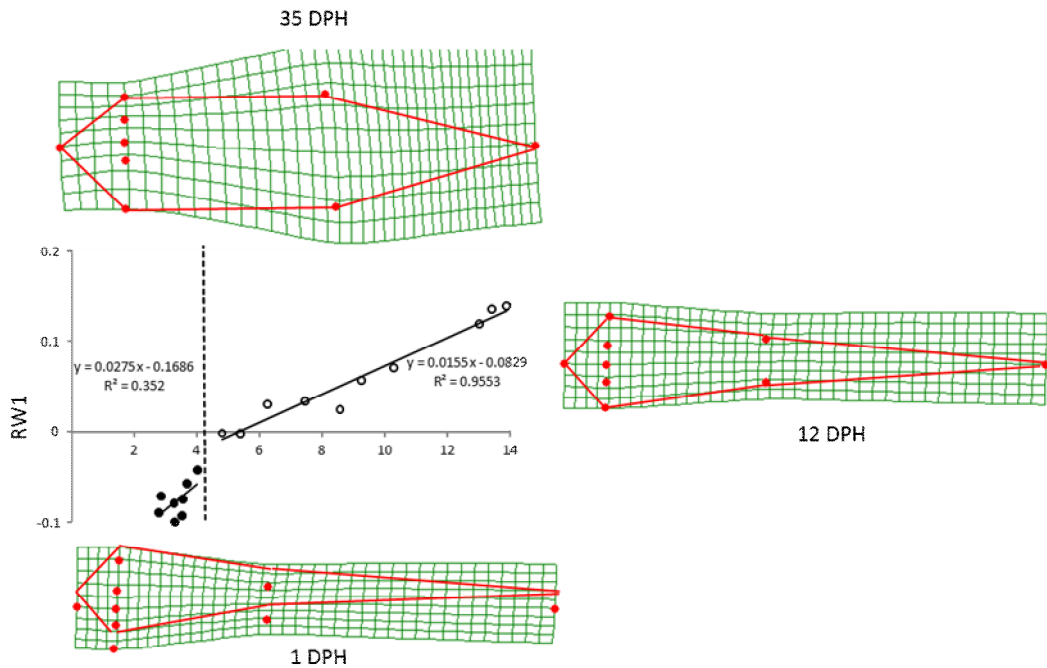 35 DPH
0.2
0.1
0
-0.1
RW1
y = 0.0275x - 0.1686
R² = 0.352
y = 0.0155x - 0.0829
R² = 0.9553
2 4 6 8 10 12 14
12 DPH
1 DPH